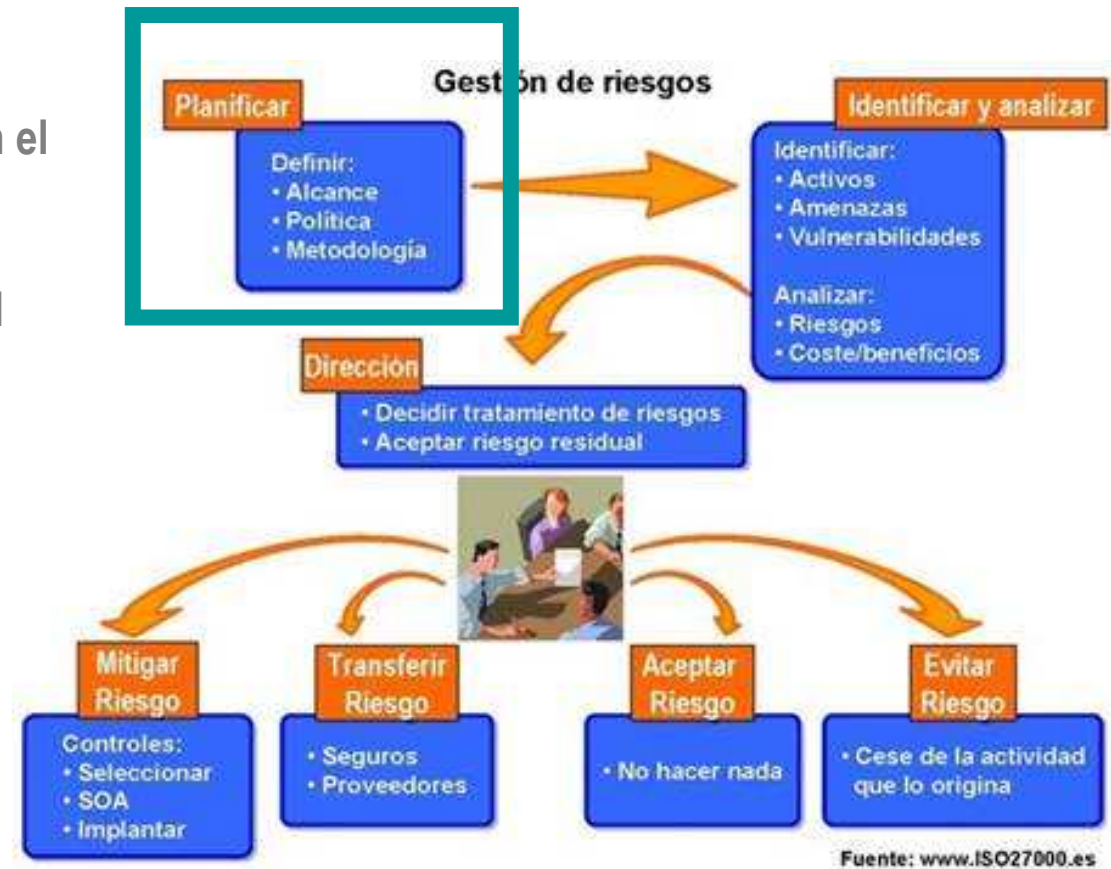 Gestión de riesgos
Planificar
Definir:
• Alcance
• Política
• Metodología
Identificar y analizar
Identificar:
• Activos
• Amenazas
• Vulnerabilidades
Analizar:
• Riesgos
• Coste/beneficios
el
Dirección
• Decidir tratamiento de riesgos
• Aceptar riesgo residual
Mitigar
Riesgo
Controles:
• Seleccionar
• SOA
• Implantar
Transferir
Riesgo
• Seguros
• Proveedores
Aceptar
Riesgo
• No hacer nada
Evitar
Riesgo
• Cese de la actividad
que lo origina
Fuente: www.ISO27000.es